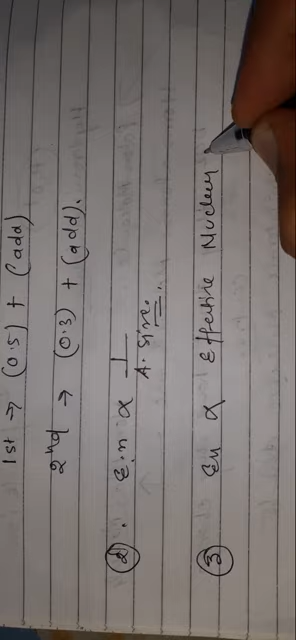 1st → (0.5) + (add)
2nd → (0.3) + (add).
② . E.n α 1/A. Size.
③ En α Effective Nuclear